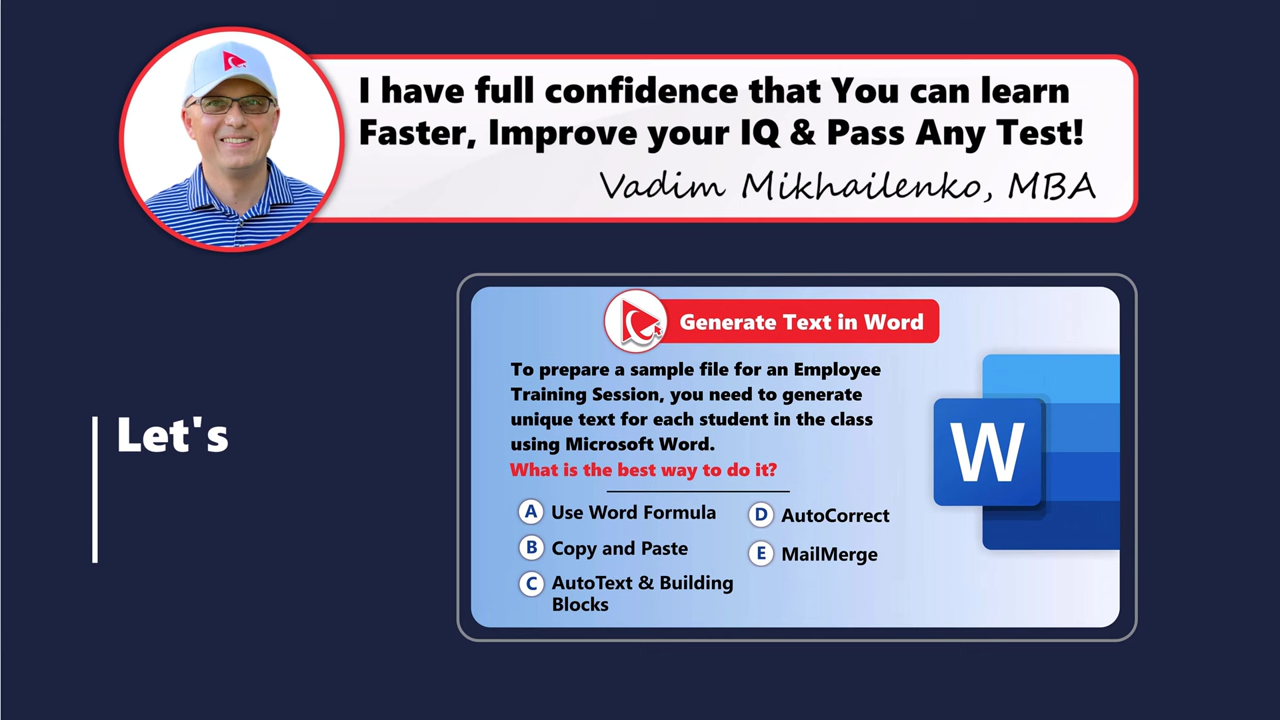 I have full confidence that You can learn
Faster, Improve your IQ & Pass Any Test!
Vadim Mikhailenko, MBA
Let's
Generate Text in Word
To prepare a sample file for an Employee
Training Session, you need to generate
unique text for each student in the class
using Microsoft Word.
What is the best way to do it?
A Use Word Formula
B Copy and Paste
C AutoText & Building
Blocks
D AutoCorrect
E MailMerge
W